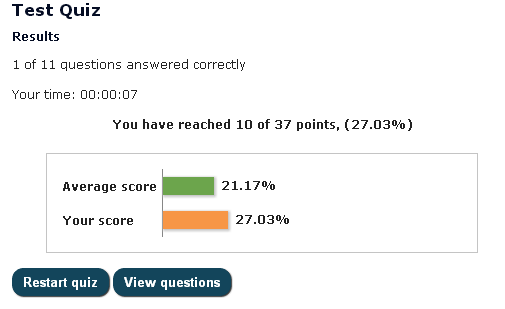 Test Quiz
Results
1 of 11 questions answered correctly
Your time: 00:00:07
You have reached 10 of 37 points, (27.03%)
Average score 21.17%
Your score 27.03%
Restart quiz View questions